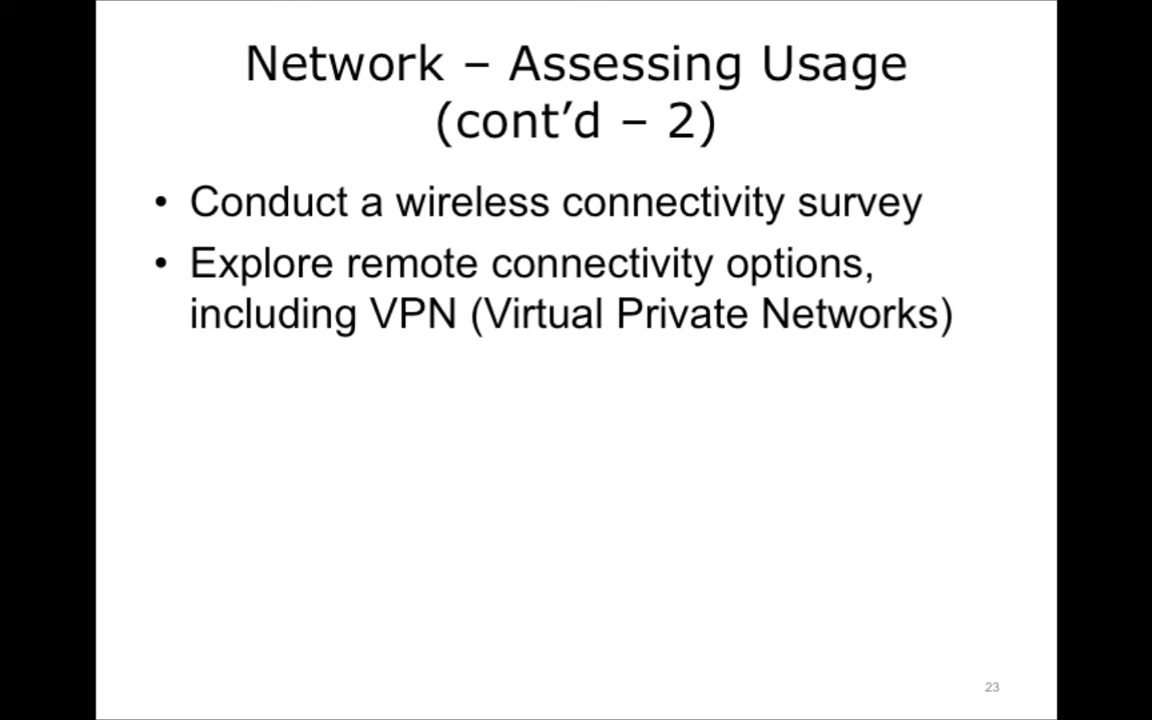 Network – Assessing Usage
(cont’d – 2)
• Conduct a wireless connectivity survey
• Explore remote connectivity options,
including VPN (Virtual Private Networks)
23